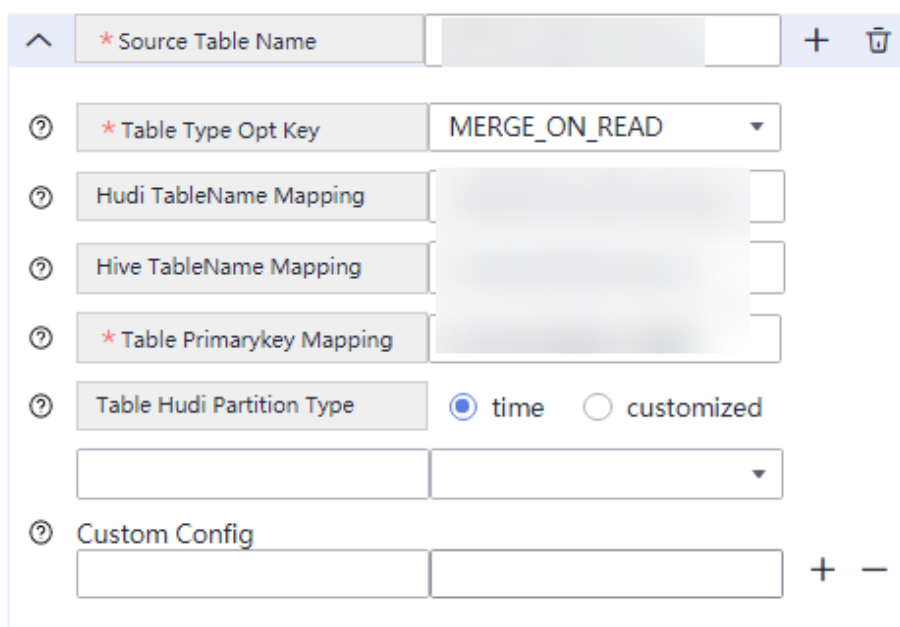 * Source Table Name
* Table Type Opt Key MERGE_ON_READ
Hudi TableName Mapping
Hive TableName Mapping
* Table Primarykey Mapping
Table Hudi Partition Type time customized
Custom Config